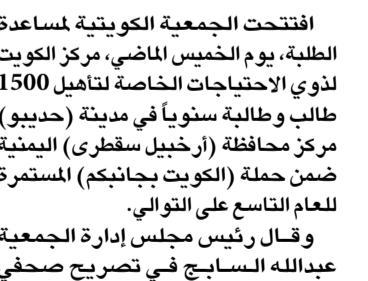 افتتحت الجمعية الكويتية لمساعدة
الطلبة، يوم الخميس الماضي، مركز الكويت
لذوي الاحتياجات الخاصة لتأهيل 1500
طالب وطالبة سنوياً في مدينة (حديبو)
مركز محافظة (أرخبيل سقطرى) اليمنية
ضمن حملة (الكويت بجانبكم) المستمرة
للعام التاسع على التوالي.
وقال رئيس مجلس إدارة الجمعية
عبدالله السابج في تصريح صحفي